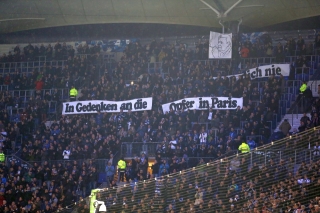 ich nie
In Gedenken an die Opfer in Paris